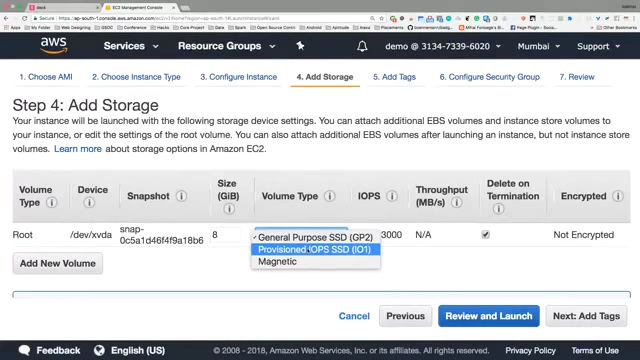 deck
EC2 Management Console
aws
Services
Resource Groups
demo @ 3134-7339-6020
Mumbai
Support
1. Choose AMI
2. Choose Instance Type
3. Configure Instance
4. Add Storage
5. Add Tags
6. Configure Security Group
7. Review
Step 4: Add Storage
Your instance will be launched with the following storage device settings. You can attach additional EBS volumes and instance store volumes to
your instance, or edit the settings of the root volume. You can also attach additional EBS volumes after launching an instance, but not instance store
volumes. Learn more about storage options in Amazon EC2.
Volume Type
Device
Snapshot
Size (GiB)
Volume Type
IOPS
Throughput (MB/s)
Delete on Termination
Encrypted
Root
/dev/xvda
snap-0c5a1d46f4f9a18b6
8
General Purpose SSD (GP2)
Provisioned IOPS SSD (IO1)
Magnetic
3000
N/A
Not Encrypted
Add New Volume
Cancel
Previous
Review and Launch
Next: Add Tags
Feedback
English (US)
© 2008 - 2018, Amazon Web Services, Inc. or its affiliates. All rights reserved.
Privacy Policy
Terms of Use